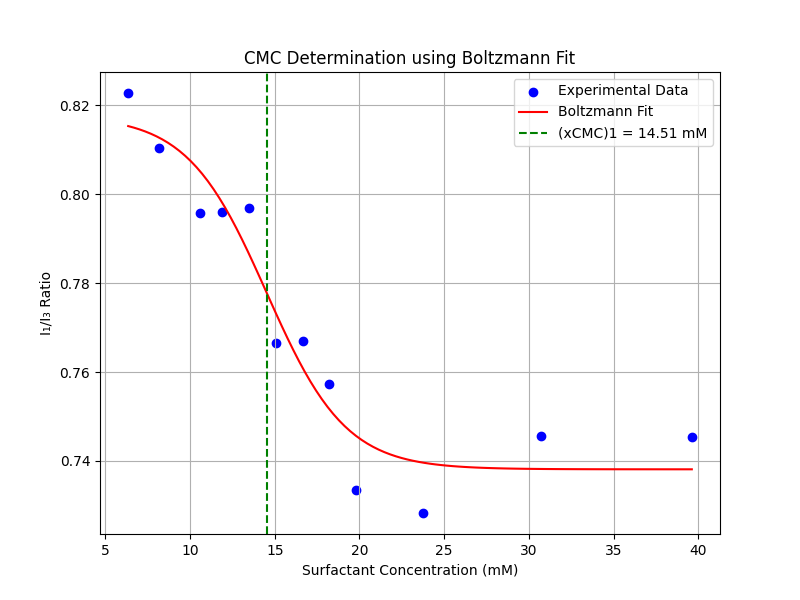 CMC Determination using Boltzmann Fit
Experimental Data
Boltzmann Fit
(xCMC)1 = 14.51 mM
I₁/I₃ Ratio
0.82
0.80
0.78
0.76
0.74
5 10 15 20 25 30 35 40
Surfactant Concentration (mM)